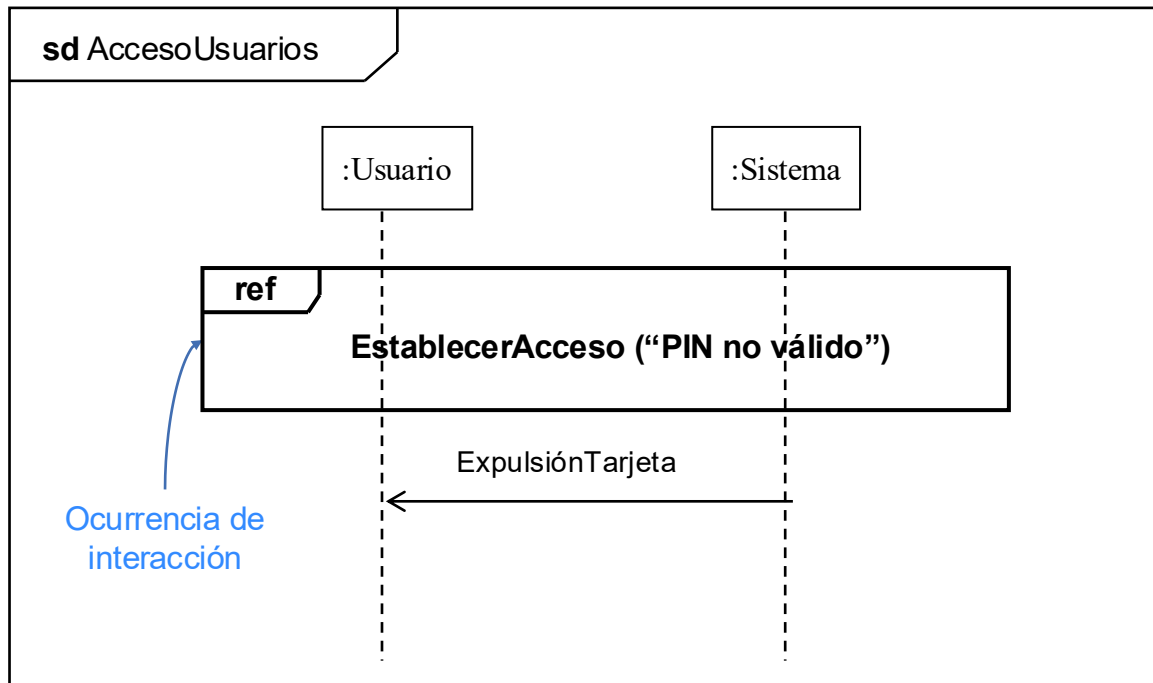 sd AccesoUsuarios
:Usuario
:Sistema
ref
EstablecerAcceso (“PIN no válido”)
ExpulsiónTarjeta
Ocurrencia de
interacción